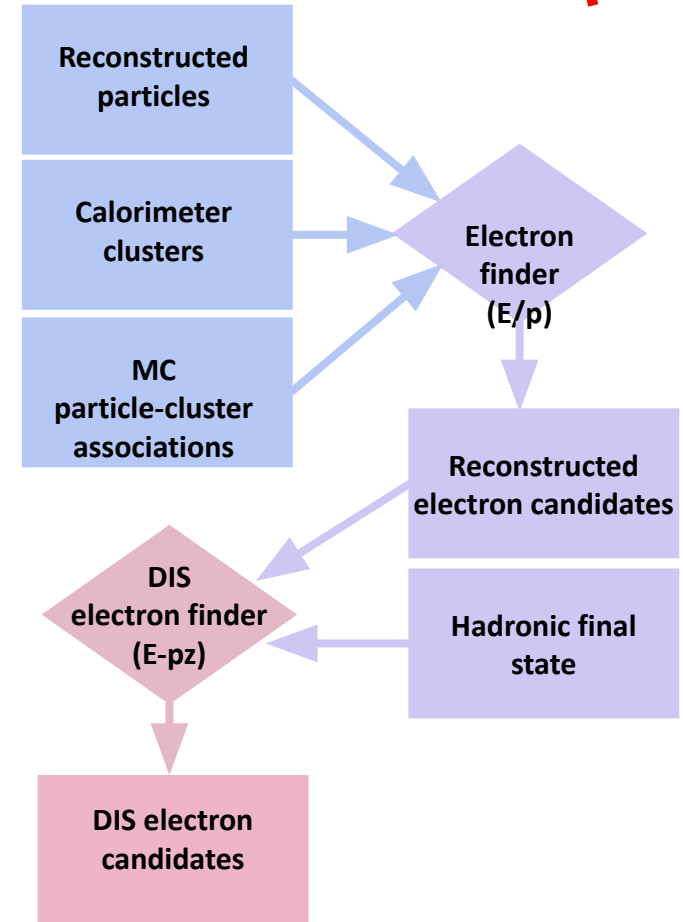 Reconstructed
particles
Calorimeter
clusters
MC
particle-cluster
associations
Electron
finder
(E/p)
Reconstructed
electron candidates
Hadronic final
state
DIS
electron finder
(E-pz)
DIS electron
candidates